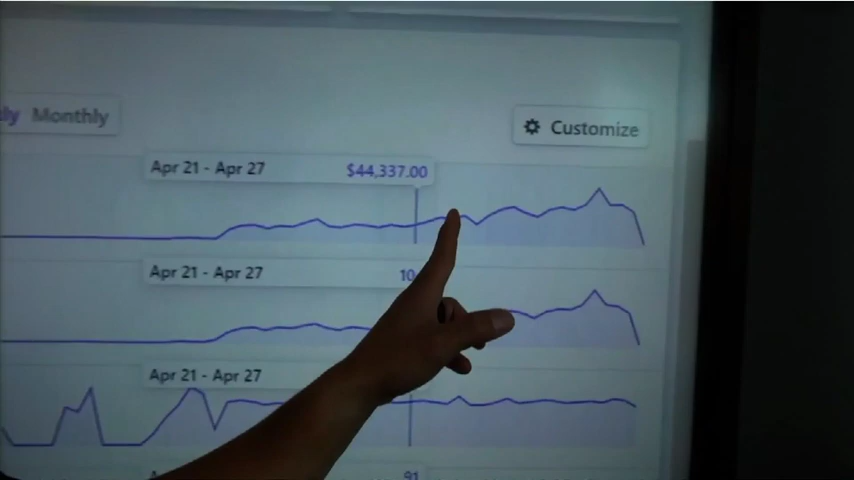 Monthly
Customize
Apr 21 - Apr 27 $44,337.00
Apr 21 - Apr 27 10
Apr 21 - Apr 27
91